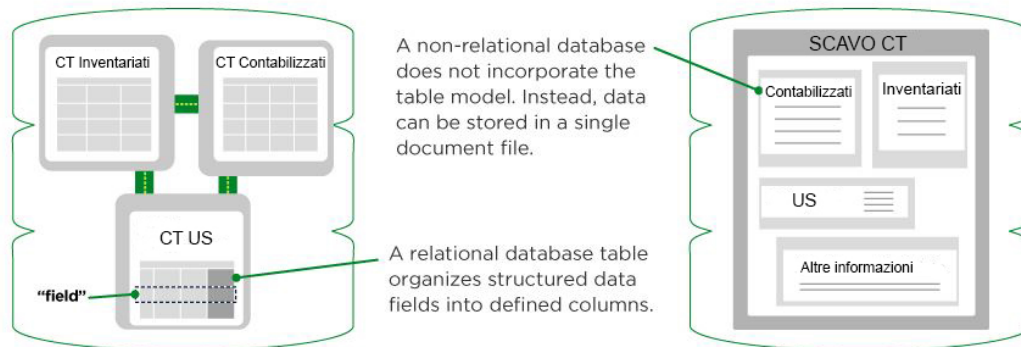 CT Inventariati
CT Contabilizzati
CT US
“field”
A non-relational database
does not incorporate the
table model. Instead, data
can be stored in a single
document file.
A relational database table
organizes structured data
fields into defined columns.
SCAVO CT
Contabilizzati
Inventariati
US
Altre informazioni